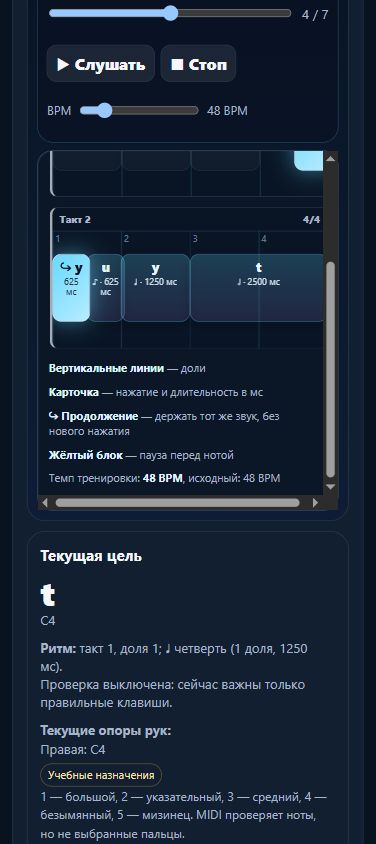 4 / 7
▶ Слушать
■ Стоп
BPM
48 BPM
Такт 2
4/4
1
2
3
4
↪ y
625
мс
u
♪ · 625
мс
y
♩ · 1250 мс
t
𝅗𝅥 · 2500 мс
Вертикальные линии — доли
Карточка — нажатие и длительность в мс
↪ Продолжение — держать тот же звук, без
нового нажатия
Жёлтый блок — пауза перед нотой
Темп тренировки: 48 BPM, исходный: 48 BPM
Текущая цель
t
C4
Ритм: такт 1, доля 1; ♩ четверть (1 доля, 1250
мс).
Проверка выключена: сейчас важны только
правильные клавиши.
Текущие опоры рук:
Правая: C4
Учебные назначения
1 — большой, 2 — указательный, 3 — средний, 4 —
безымянный, 5 — мизинец. MIDI проверяет ноты,
но не выбранные пальцы.